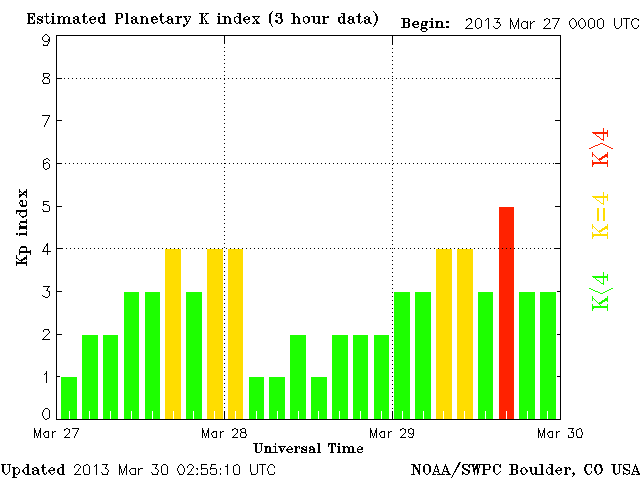 Estimated Planetary K index (3 hour data) Begin: 2013 Mar 27 0000 UTC
9
8
7
6
5
4
3
2
1
0
Kp index
K>4
K=4
K<4
Mar 27 Mar 28 Mar 29 Mar 30
Universal Time
Updated 2013 Mar 30 02:55:10 UTC NOAA/SWPC Boulder, CO USA